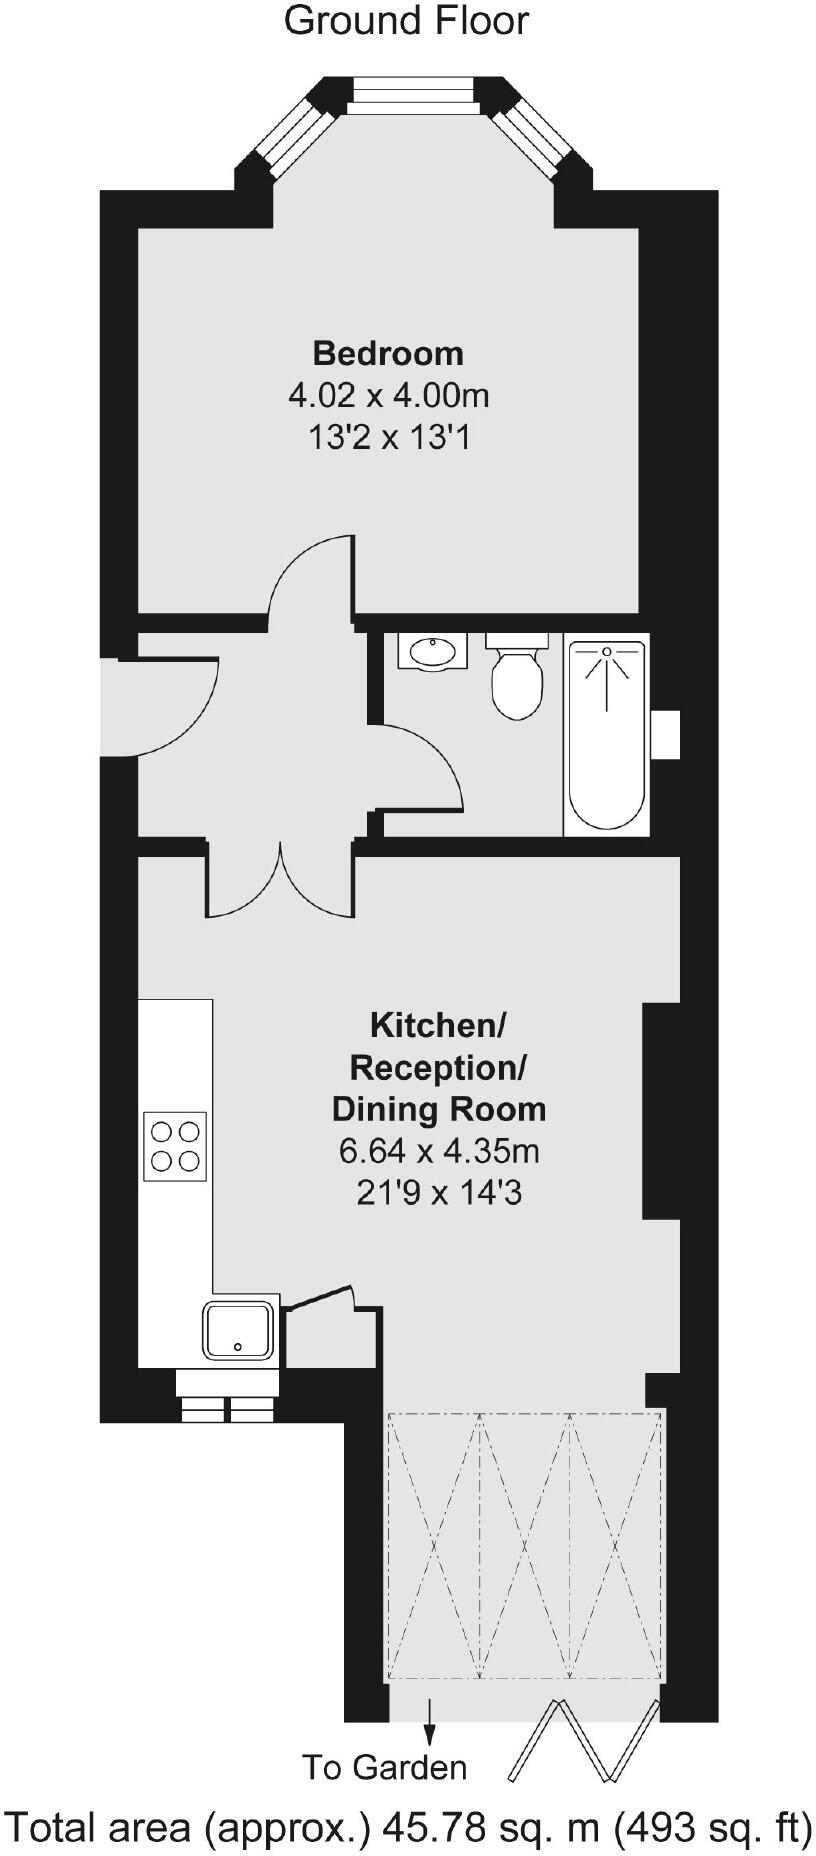 Ground Floor
Bedroom
4.02 x 4.00m
13'2 x 13'1
Kitchen/
Reception/
Dining Room
6.64 x 4.35m
21'9 x 14'3
To Garden
Total area (approx.) 45.78 sq. m (493 sq. ft)